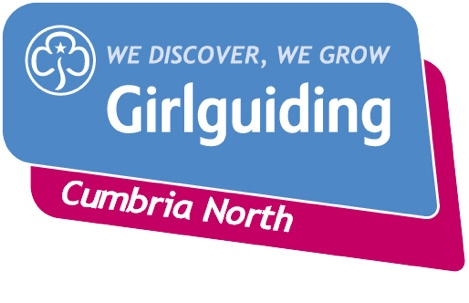 WE DISCOVER, WE GROW
Girlguiding
Cumbria North